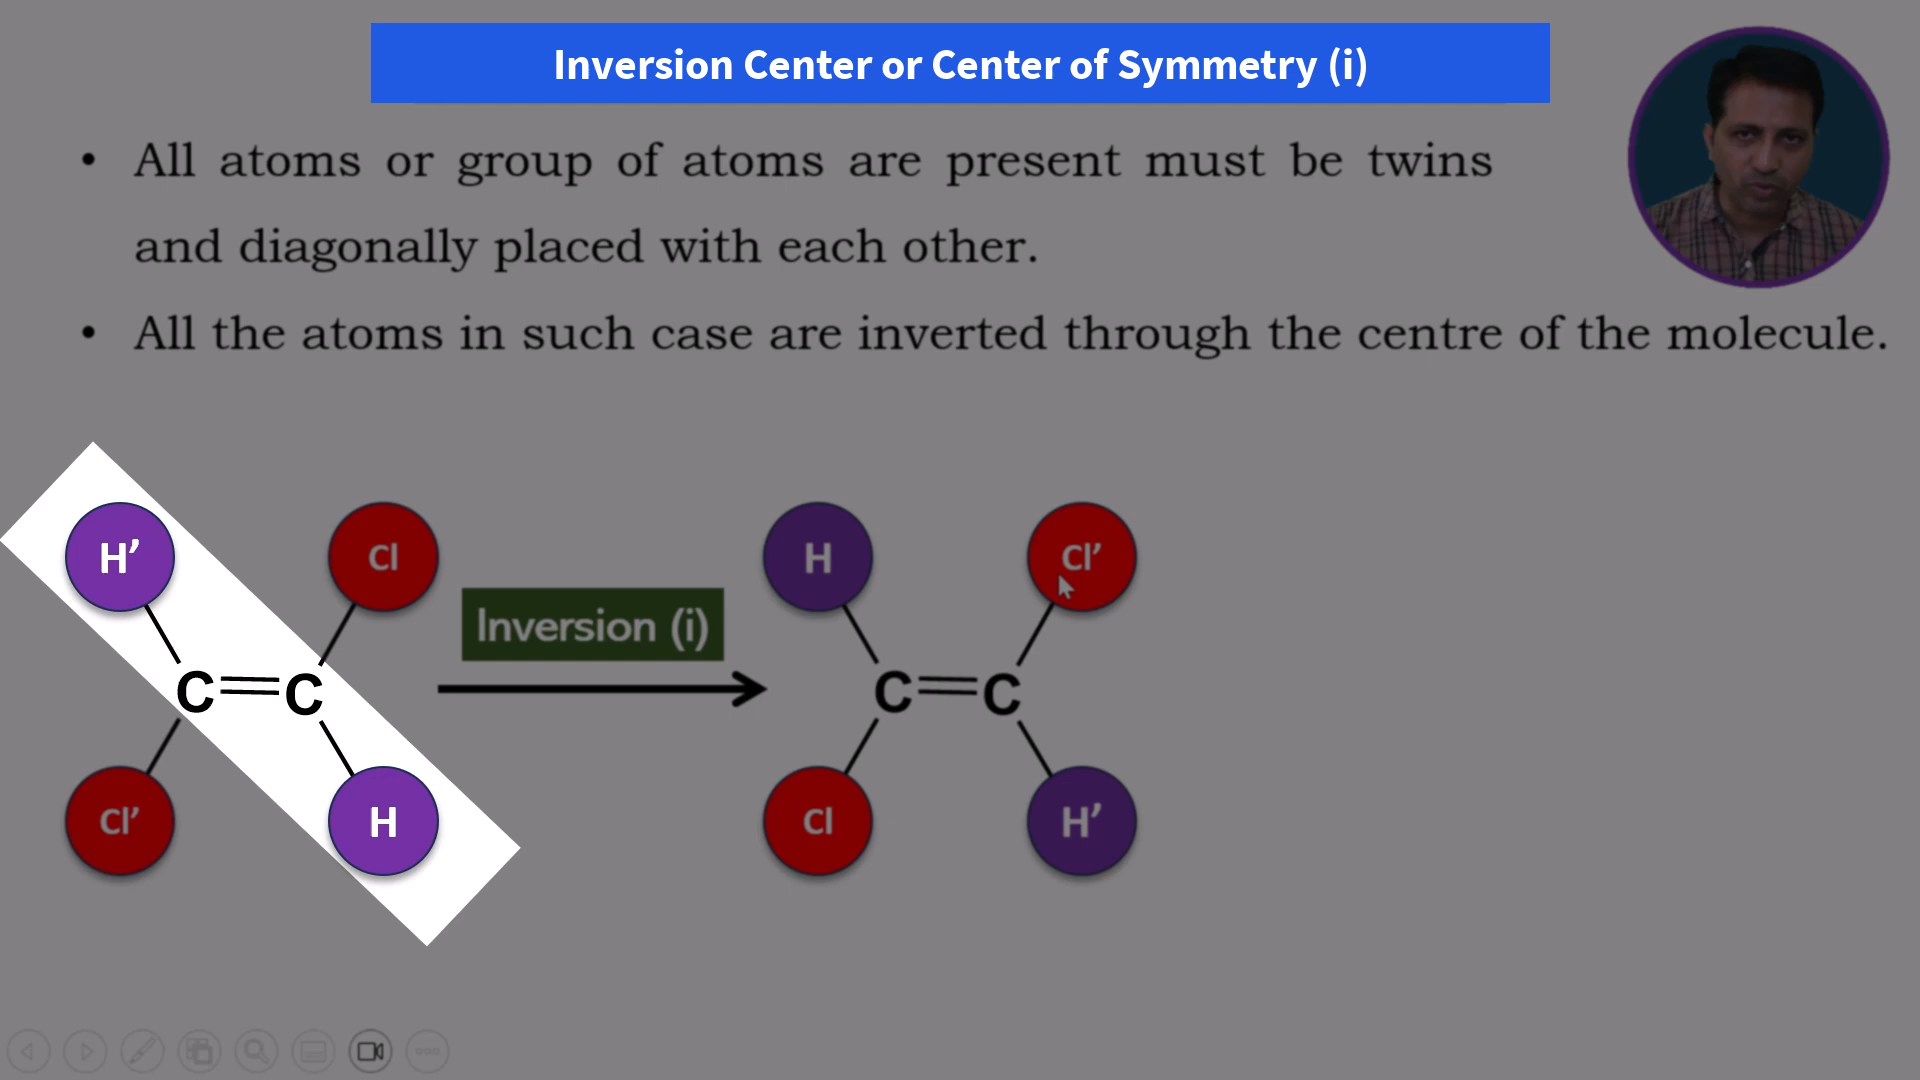 Inversion Center or Center of Symmetry (i)
• All atoms or group of atoms are present must be twins
and diagonally placed with each other.
• All the atoms in such case are inverted through the centre of the molecule.
H’ Cl H Cl’
Inversion (i)
C C C C
Cl’ H Cl H’